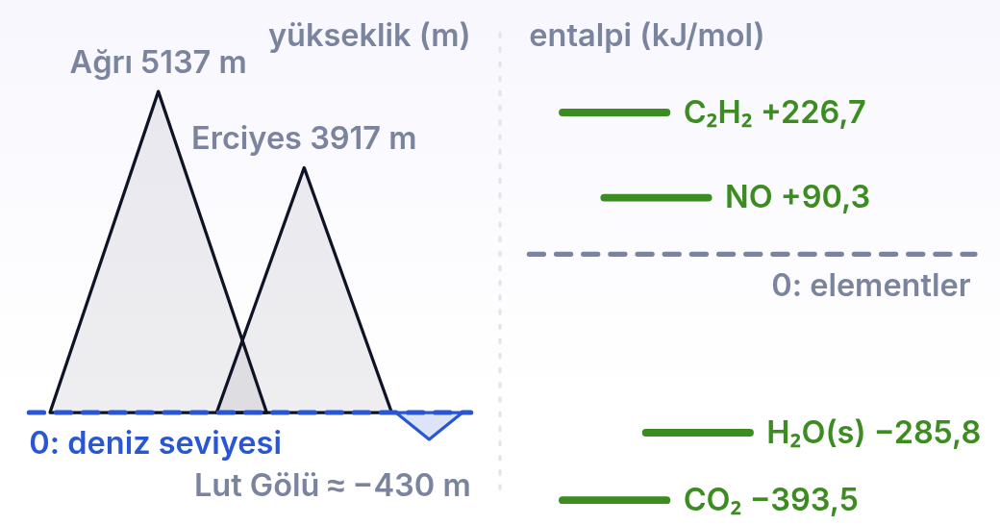 yükseklik (m)
Ağrı 5137 m
Erciyes 3917 m
0: deniz seviyesi
Lut Gölü ≈ −430 m
entalpi (kJ/mol)
C₂H₂ +226,7
NO +90,3
0: elementler
H₂O(s) −285,8
CO₂ −393,5